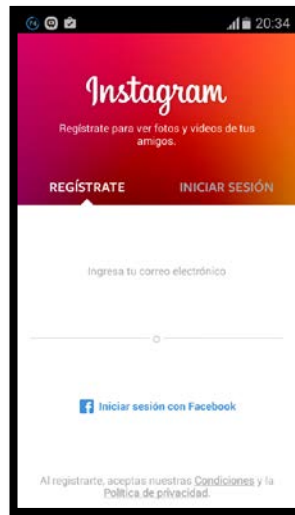 20:34
Instagram
Regístrate para ver fotos y videos de tus
amigos.
REGÍSTRATE INICIAR SESIÓN
Ingresa tu correo electrónico
o
Iniciar sesión con Facebook
Al registrarte, aceptas nuestras Condiciones y la
Política de privacidad.